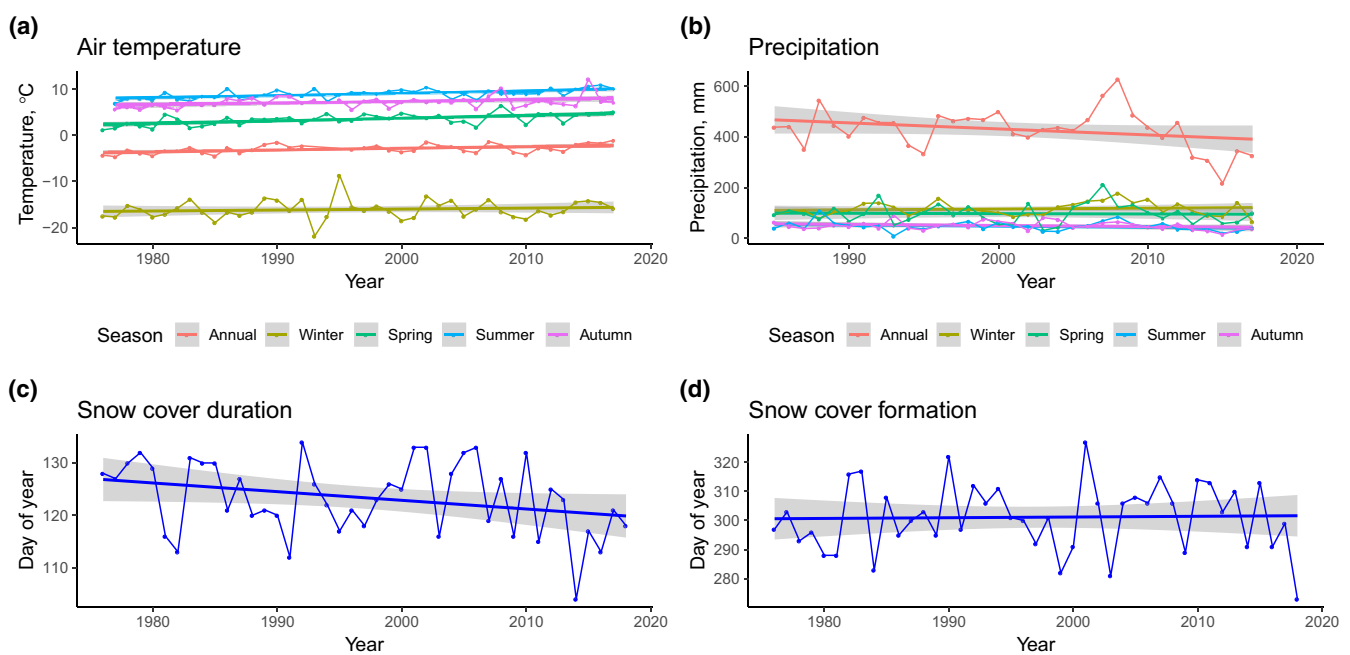 (a)
Air temperature
Temperature, °C
10
0
−10
−20
1980 1990 2000 2010 2020
Year
Season Annual Winter Spring Summer Autumn
(b)
Precipitation
Precipitation, mm
600
400
200
0
1990 2000 2010 2020
Year
Season Annual Winter Spring Summer Autumn
(c)
Snow cover duration
Day of year
130
120
110
1980 1990 2000 2010 2020
Year
(d)
Snow cover formation
Day of year
320
310
300
290
280
1980 1990 2000 2010 2020
Year